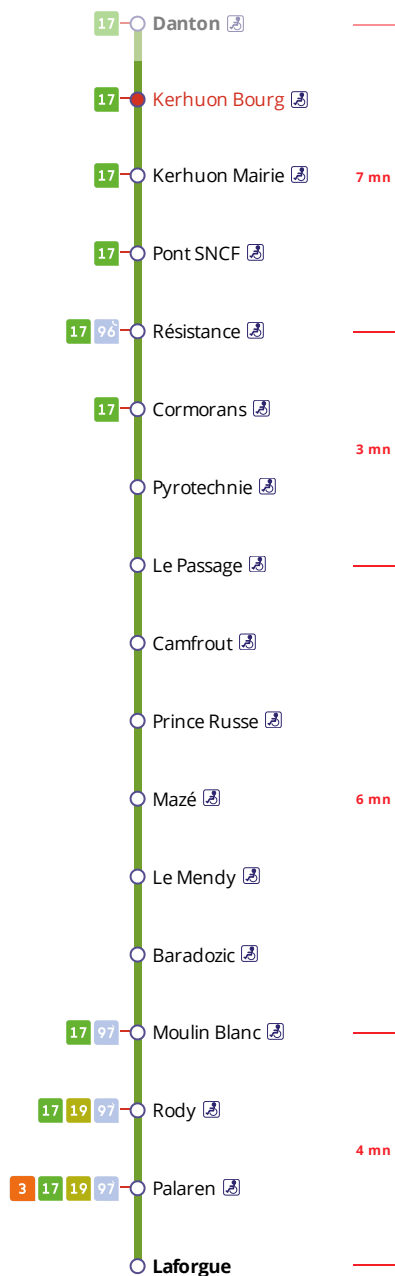 17 Danton
17 Kerhuon Bourg
17 Kerhuon Mairie 7 mn
17 Pont SNCF
17 96 Résistance
17 Cormorans
3 mn
Pyrotechnie
Le Passage
Camfrout
Prince Russe
Mazé 6 mn
Le Mendy
Baradozic
17 97 Moulin Blanc
17 19 97 Rody
4 mn
3 17 19 97 Palaren
Laforgue